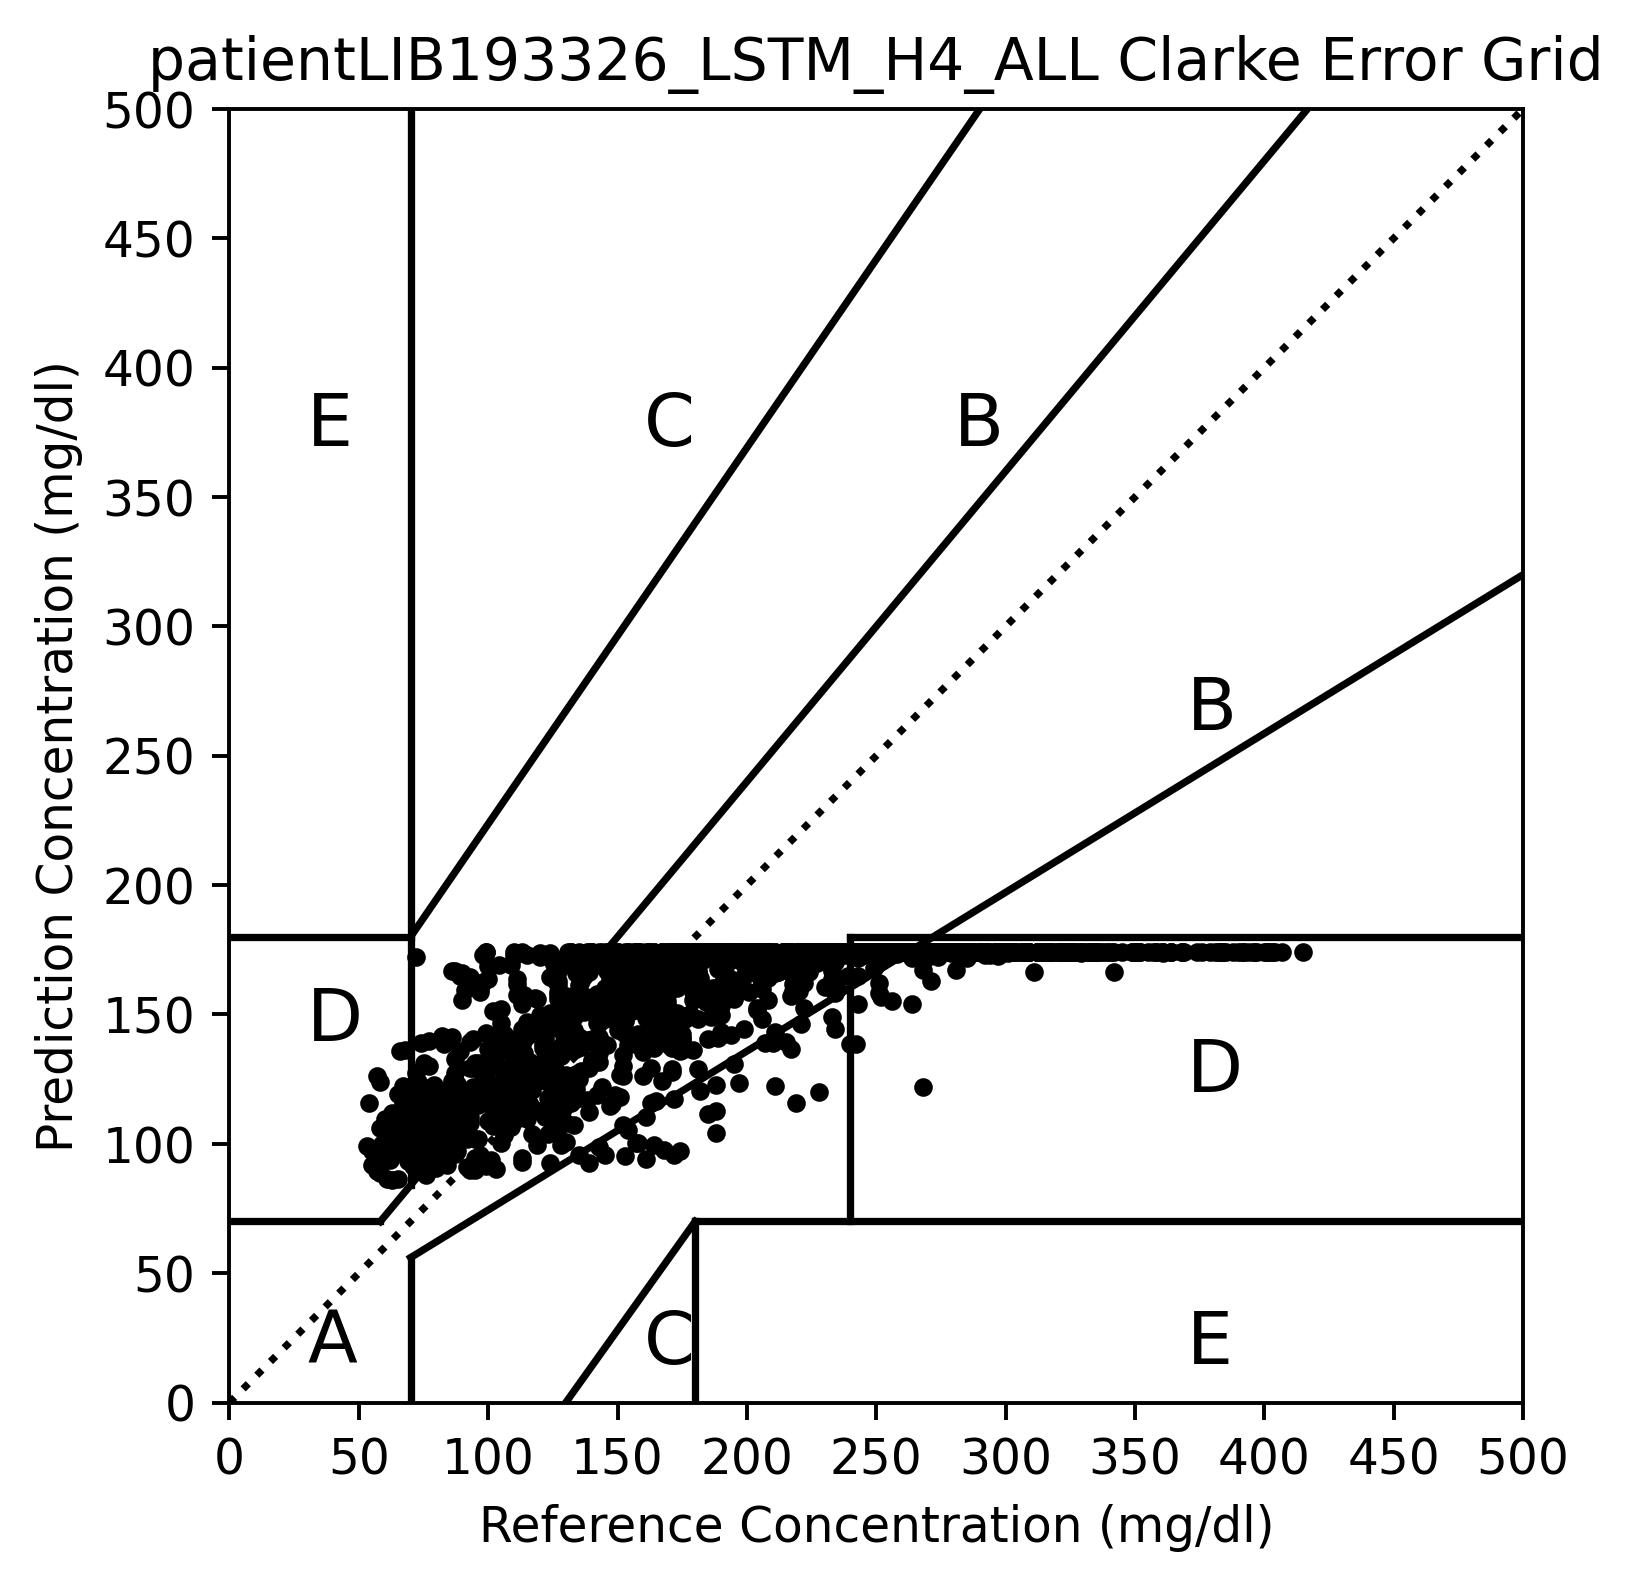 patientLIB193326_LSTM_H4_ALL Clarke Error Grid
Prediction Concentration (mg/dl)
500
450
400
350
300
250
200
150
100
50
0
E
C
B
B
D
D
A
C
E
0 50 100 150 200 250 300 350 400 450 500
Reference Concentration (mg/dl)